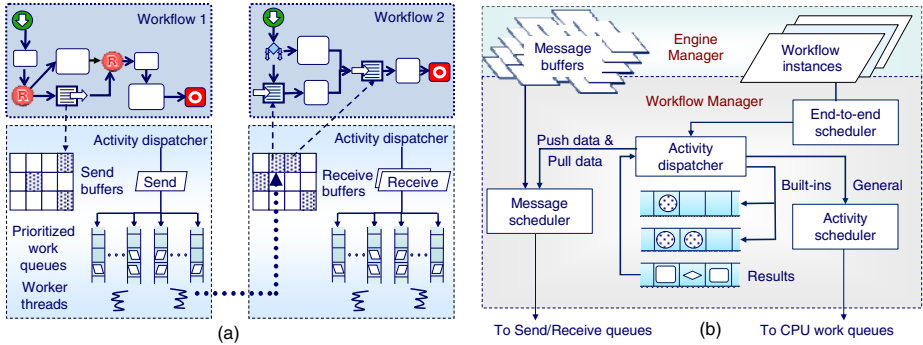 Workflow 1
R
R
Activity dispatcher
Send buffers
Send
Prioritized work queues
Worker threads
Workflow 2
Activity dispatcher
Receive buffers
Receive
(a)
Message buffers
Engine Manager
Workflow instances
Workflow Manager
End-to-end scheduler
Push data & Pull data
Activity dispatcher
Built-ins
General
Message scheduler
Activity scheduler
Results
To Send/Receive queues
(b)
To CPU work queues